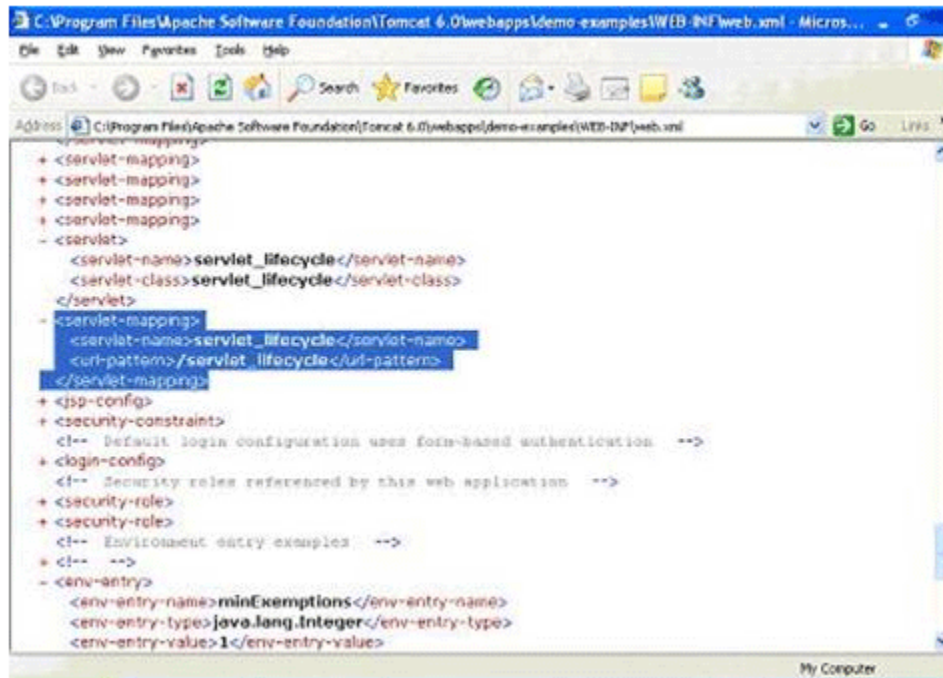 C:\Program Files\Apache Software Foundation\Tomcat 6.0\webapps\demo-examples\WEB-INF\web.xml - Micros...
File Edit View Favorites Tools Help
Back Search Favorites
Address C:\Program Files\Apache Software Foundation\Tomcat 6.0\webapps\demo-examples\WEB-INF\web.xml Go Links
</servlet-mapping>
+ <servlet-mapping>
+ <servlet-mapping>
+ <servlet-mapping>
+ <servlet-mapping>
- <servlet>
<servlet-name>servlet_lifecycle</servlet-name>
<servlet-class>servlet_lifecycle</servlet-class>
</servlet>
- <servlet-mapping>
<servlet-name>servlet_lifecycle</servlet-name>
<url-pattern>/servlet_lifecycle</url-pattern>
</servlet-mapping>
+ <jsp-config>
+ <security-constraint>
<!-- Default login configuration uses form-based authentication -->
+ <login-config>
<!-- Security roles referenced by this web application -->
+ <security-role>
+ <security-role>
<!-- Environment entry examples -->
+ <!-- -->
- <env-entry>
<env-entry-name>minExemptions</env-entry-name>
<env-entry-type>java.lang.Integer</env-entry-type>
<env-entry-value>1</env-entry-value>
My Computer